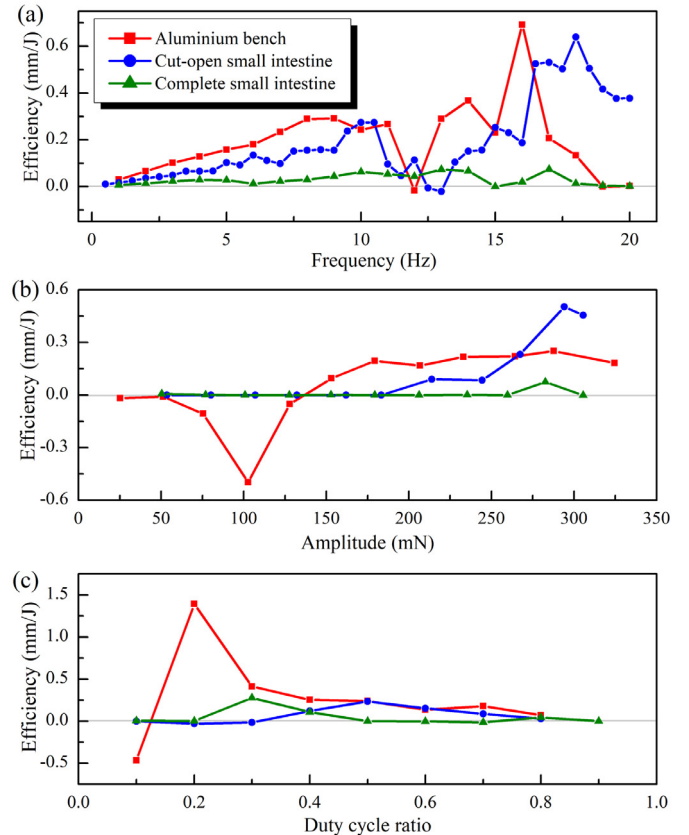 (a)
Aluminium bench
Cut-open small intestine
Complete small intestine
Efficiency (mm/J)
0.6
0.4
0.2
0.0
0 5 10 15 20
Frequency (Hz)
(b)
Efficiency (mm/J)
0.6
0.3
0.0
-0.3
-0.6
0 50 100 150 200 250 300 350
Amplitude (mN)
(c)
Efficiency (mm/J)
1.5
1.0
0.5
0.0
-0.5
0.0 0.2 0.4 0.6 0.8 1.0
Duty cycle ratio